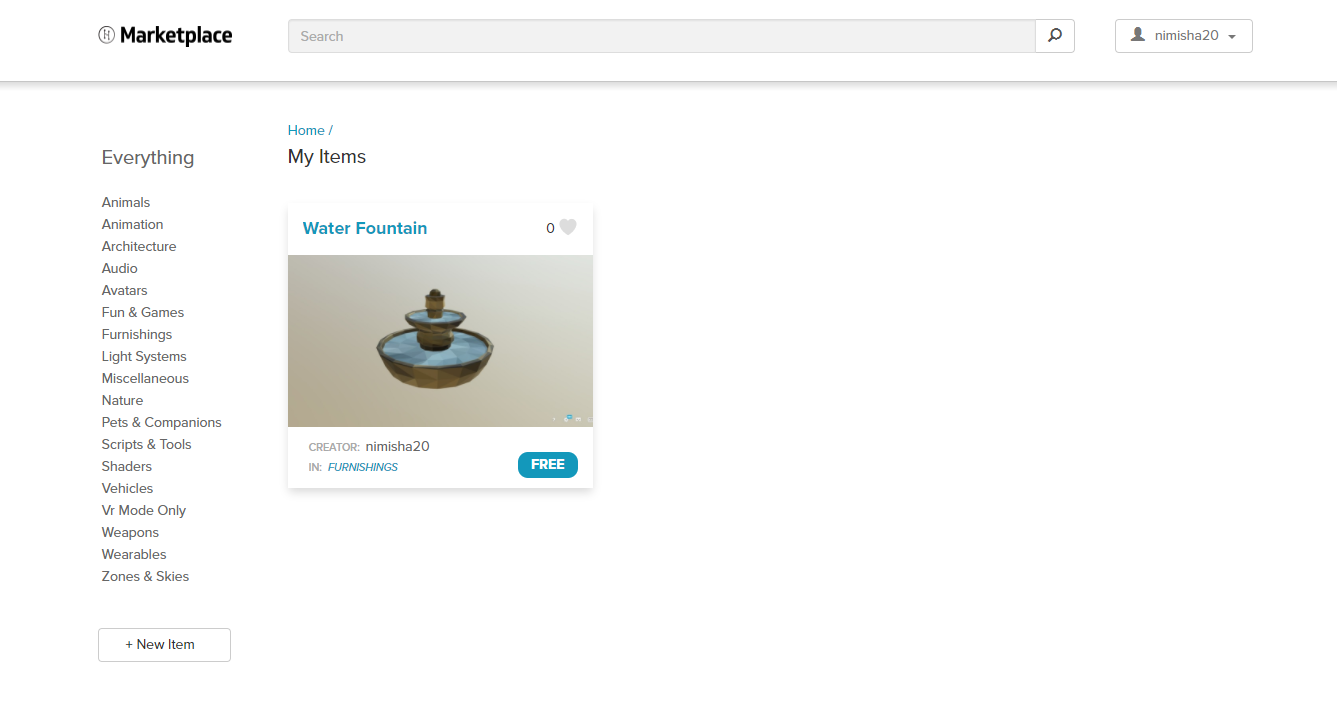 Marketplace
Search
nimisha20
Home /
My Items
Everything
Animals
Animation
Architecture
Audio
Avatars
Fun & Games
Furnishings
Light Systems
Miscellaneous
Nature
Pets & Companions
Scripts & Tools
Shaders
Vehicles
Vr Mode Only
Weapons
Wearables
Zones & Skies
+ New Item
Water Fountain
0
CREATOR: nimisha20
IN: FURNISHINGS
FREE